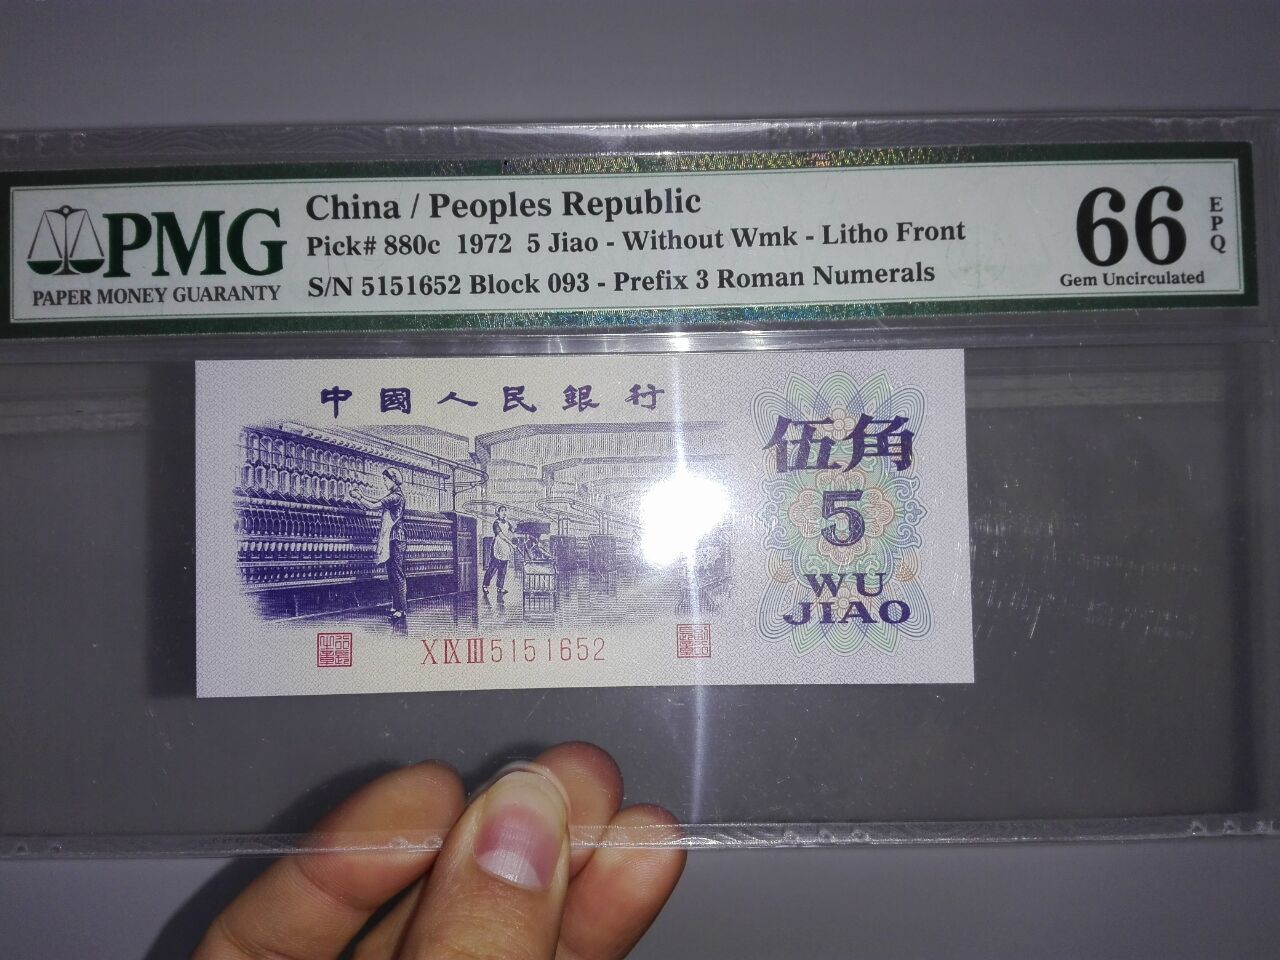 PMG
PAPER MONEY GUARANTY
China / Peoples Republic
Pick# 880c 1972 5 Jiao - Without Wmk - Litho Front
S/N 5151652 Block 093 - Prefix 3 Roman Numerals
66
EPQ
Gem Uncirculated
中國人民銀行
伍角
5
WU
JIAO
X IX III 5151652